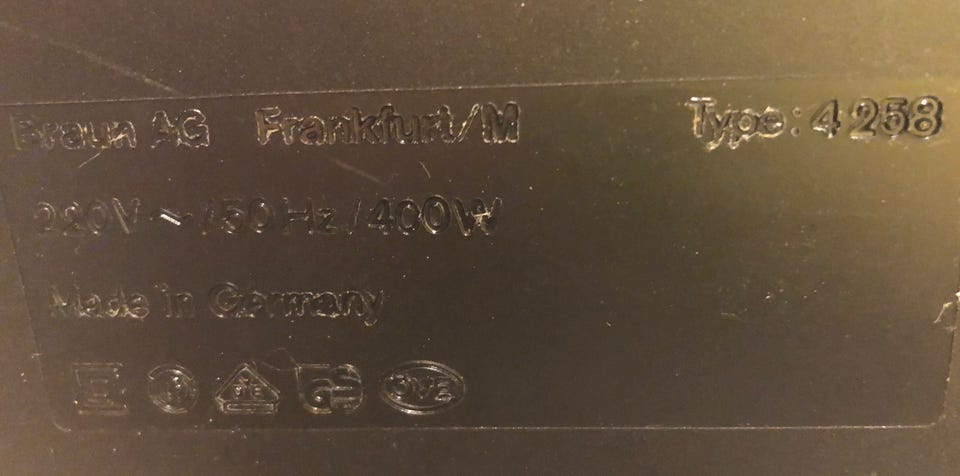 Braun AG Frankfurt/M Type: 4 258
220V ~ / 50 Hz / 400W
Made in Germany
GS ÖVE